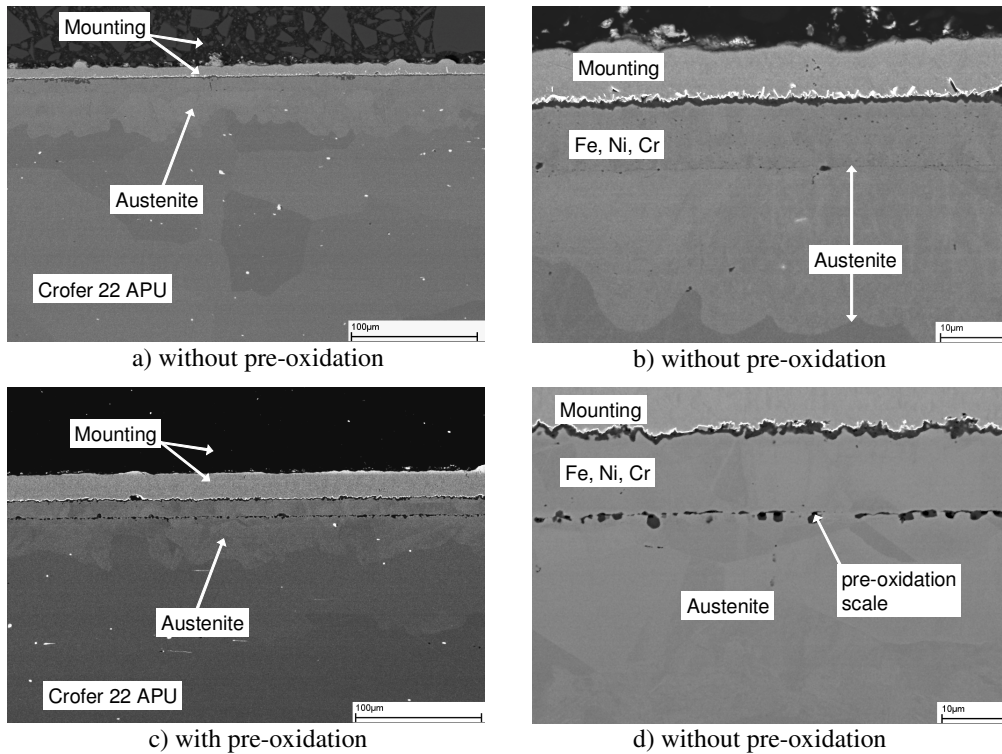 Mounting
Austenite
Crofer 22 APU
100µm
a) without pre-oxidation
Mounting
Fe, Ni, Cr
Austenite
10µm
b) without pre-oxidation
Mounting
Austenite
Crofer 22 APU
100µm
c) with pre-oxidation
Mounting
Fe, Ni, Cr
pre-oxidation
scale
Austenite
10µm
d) without pre-oxidation